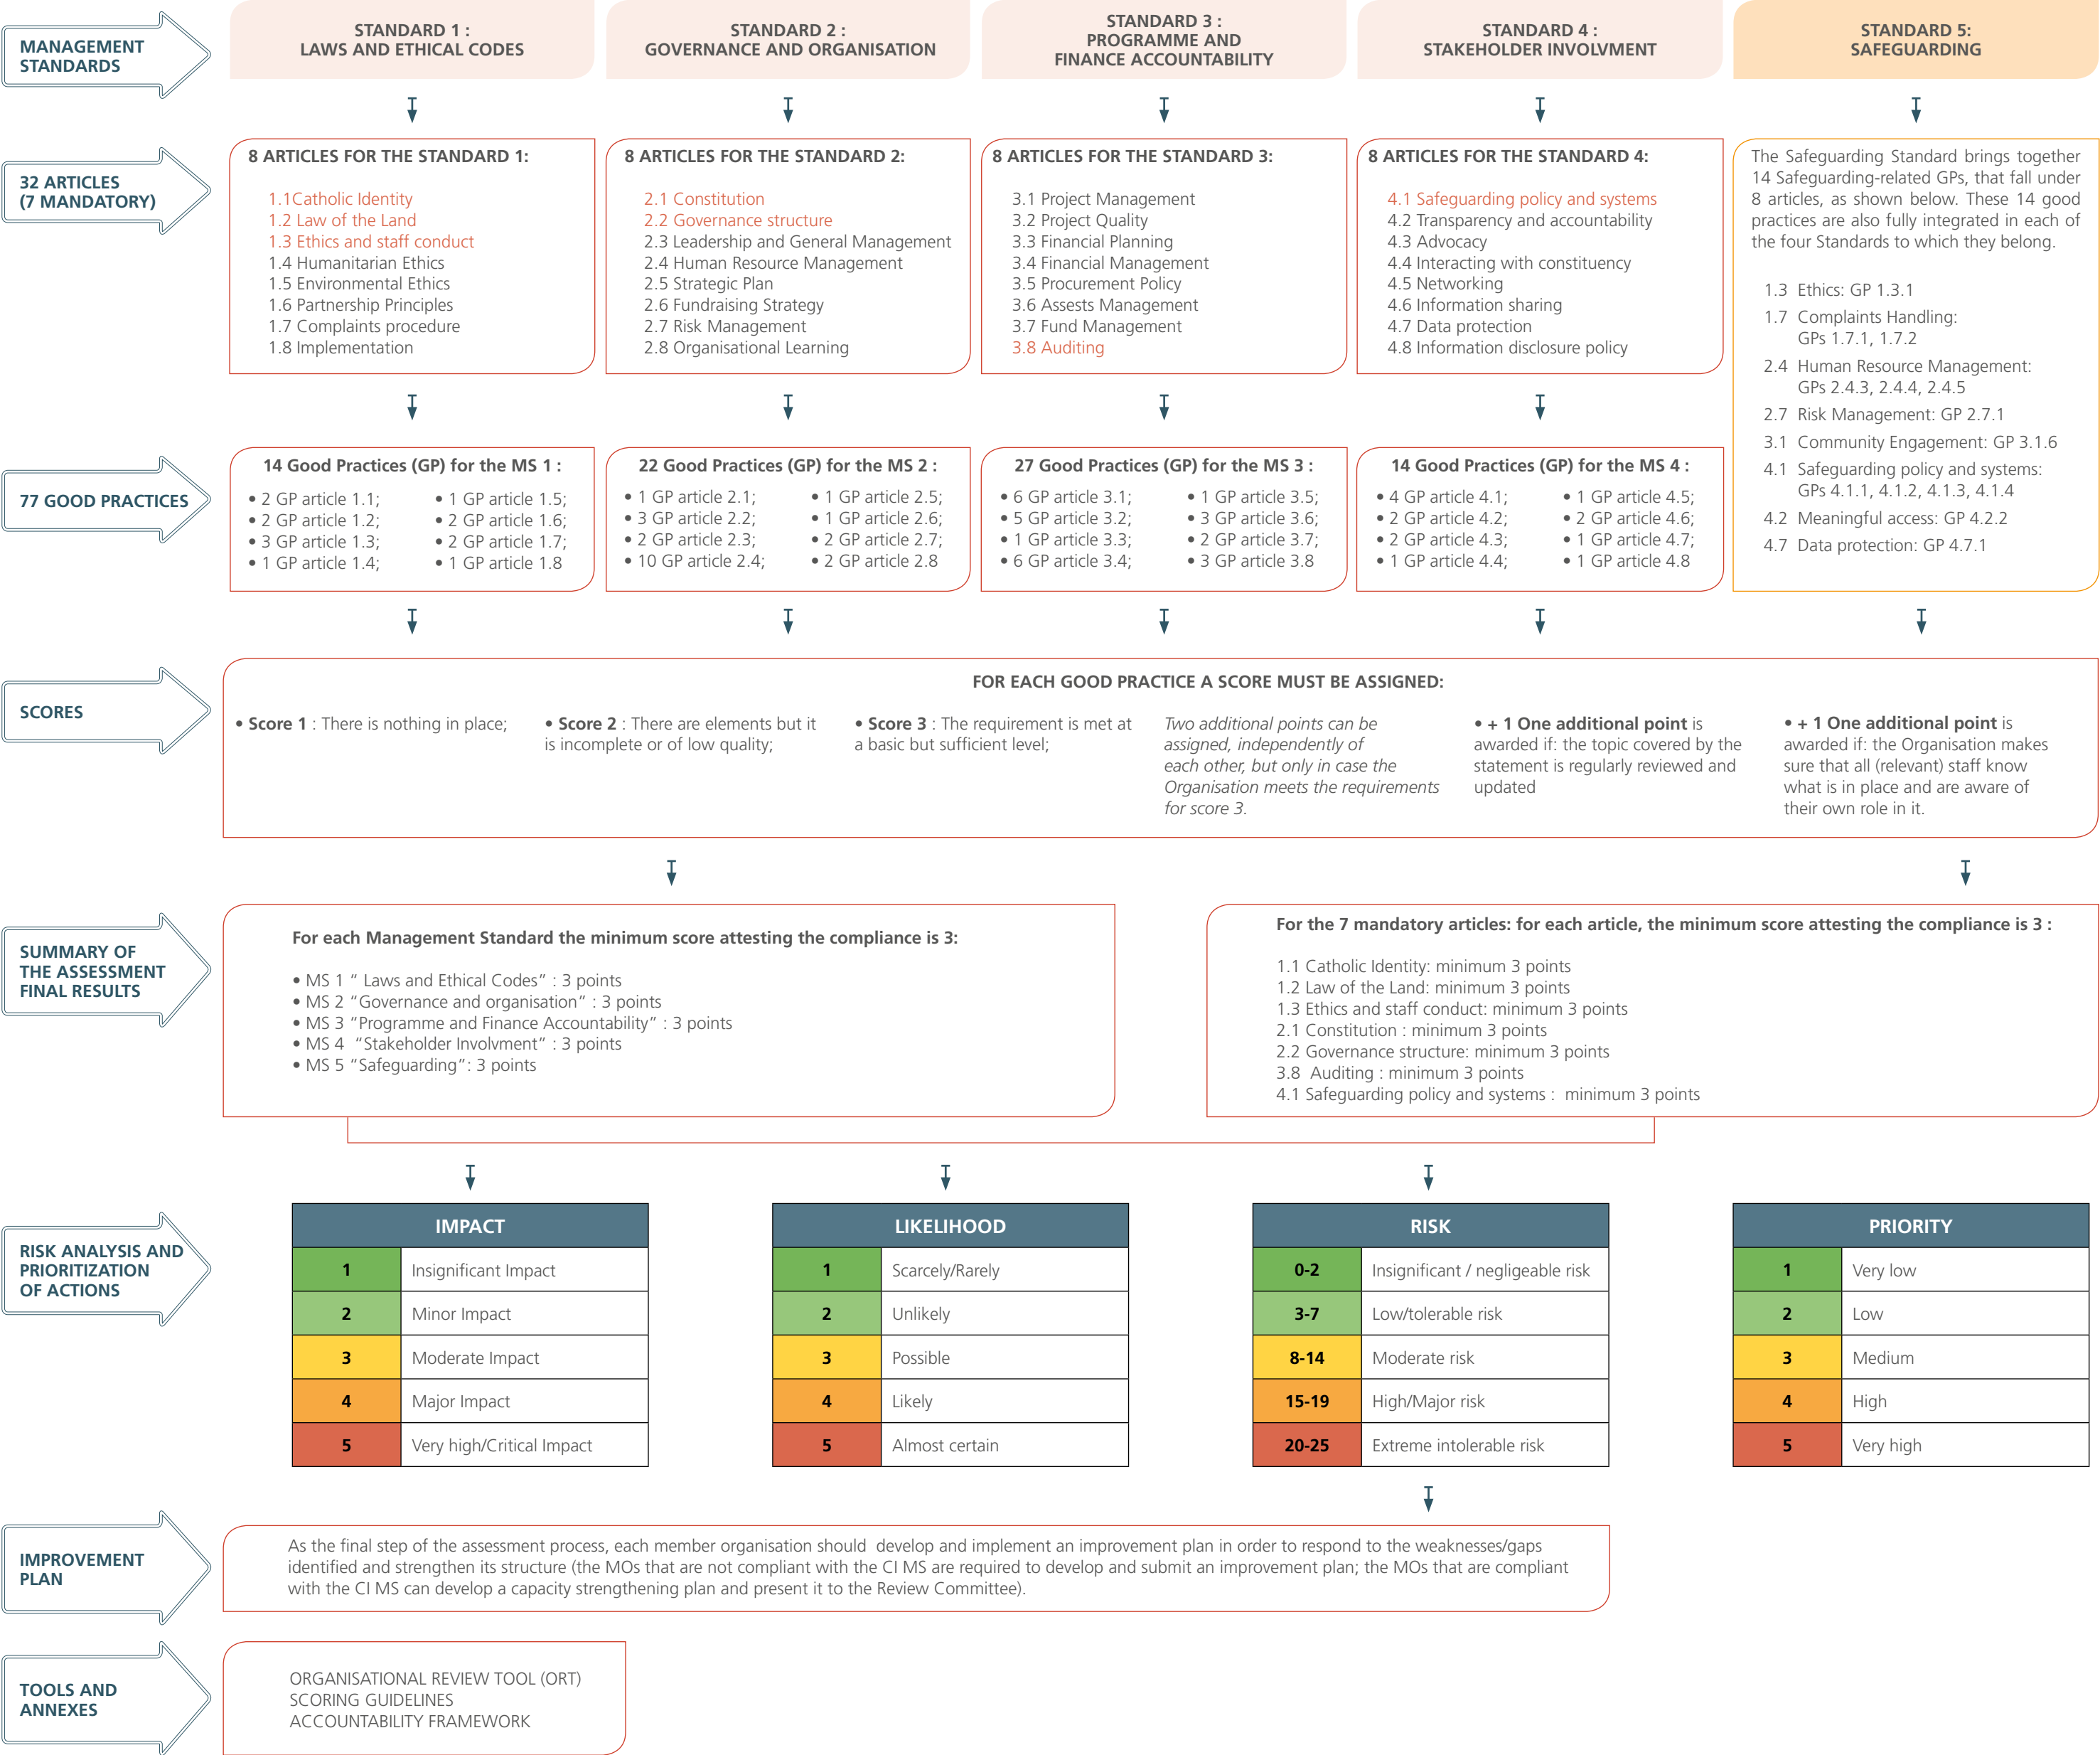 MANAGEMENT
STANDARDS
STANDARD 1 :
LAWS AND ETHICAL CODES
STANDARD 2 :
GOVERNANCE AND ORGANISATION
STANDARD 3 :
PROGRAMME AND
FINANCE ACCOUNTABILITY
STANDARD 4 :
STAKEHOLDER INVOLVMENT
STANDARD 5:
SAFEGUARDING
32 ARTICLES
(7 MANDATORY)
8 ARTICLES FOR THE STANDARD 1:
1.1Catholic Identity
1.2 Law of the Land
1.3 Ethics and staff conduct
1.4 Humanitarian Ethics
1.5 Environmental Ethics
1.6 Partnership Principles
1.7 Complaints procedure
1.8 Implementation
8 ARTICLES FOR THE STANDARD 2:
2.1 Constitution
2.2 Governance structure
2.3 Leadership and General Management
2.4 Human Resource Management
2.5 Strategic Plan
2.6 Fundraising Strategy
2.7 Risk Management
2.8 Organisational Learning
8 ARTICLES FOR THE STANDARD 3:
3.1 Project Management
3.2 Project Quality
3.3 Financial Planning
3.4 Financial Management
3.5 Procurement Policy
3.6 Assests Management
3.7 Fund Management
3.8 Auditing
8 ARTICLES FOR THE STANDARD 4:
4.1 Safeguarding policy and systems
4.2 Transparency and accountability
4.3 Advocacy
4.4 Interacting with constituency
4.5 Networking
4.6 Information sharing
4.7 Data protection
4.8 Information disclosure policy
The Safeguarding Standard brings together
14 Safeguarding-related GPs, that fall under
8 articles, as shown below. These 14 good
practices are also fully integrated in each of
the four Standards to which they belong.
1.3 Ethics: GP 1.3.1
1.7 Complaints Handling:
GPs 1.7.1, 1.7.2
2.4 Human Resource Management:
GPs 2.4.3, 2.4.4, 2.4.5
2.7 Risk Management: GP 2.7.1
3.1 Community Engagement: GP 3.1.6
4.1 Safeguarding policy and systems:
GPs 4.1.1, 4.1.2, 4.1.3, 4.1.4
4.2 Meaningful access: GP 4.2.2
4.7 Data protection: GP 4.7.1
77 GOOD PRACTICES
14 Good Practices (GP) for the MS 1 :
• 2 GP article 1.1;
• 2 GP article 1.2;
• 3 GP article 1.3;
• 1 GP article 1.4;
• 1 GP article 1.5;
• 2 GP article 1.6;
• 2 GP article 1.7;
• 1 GP article 1.8
22 Good Practices (GP) for the MS 2 :
• 1 GP article 2.1;
• 3 GP article 2.2;
• 2 GP article 2.3;
• 10 GP article 2.4;
• 1 GP article 2.5;
• 1 GP article 2.6;
• 2 GP article 2.7;
• 2 GP article 2.8
27 Good Practices (GP) for the MS 3 :
• 6 GP article 3.1;
• 5 GP article 3.2;
• 1 GP article 3.3;
• 6 GP article 3.4;
• 1 GP article 3.5;
• 3 GP article 3.6;
• 2 GP article 3.7;
• 3 GP article 3.8
14 Good Practices (GP) for the MS 4 :
• 4 GP article 4.1;
• 2 GP article 4.2;
• 2 GP article 4.3;
• 1 GP article 4.4;
• 1 GP article 4.5;
• 2 GP article 4.6;
• 1 GP article 4.7;
• 1 GP article 4.8
SCORES
FOR EACH GOOD PRACTICE A SCORE MUST BE ASSIGNED:
• Score 1 : There is nothing in place;
• Score 2 : There are elements but it
is incomplete or of low quality;
• Score 3 : The requirement is met at
a basic but sufficient level;
Two additional points can be
assigned, independently of
each other, but only in case the
Organisation meets the requirements
for score 3.
• + 1 One additional point is
awarded if: the topic covered by the
statement is regularly reviewed and
updated
• + 1 One additional point is
awarded if: the Organisation makes
sure that all (relevant) staff know
what is in place and are aware of
their own role in it.
SUMMARY OF
THE ASSESSMENT
FINAL RESULTS
For each Management Standard the minimum score attesting the compliance is 3:
• MS 1 “ Laws and Ethical Codes” : 3 points
• MS 2 “Governance and organisation” : 3 points
• MS 3 “Programme and Finance Accountability” : 3 points
• MS 4 “Stakeholder Involvment” : 3 points
• MS 5 “Safeguarding”: 3 points
For the 7 mandatory articles: for each article, the minimum score attesting the compliance is 3 :
1.1 Catholic Identity: minimum 3 points
1.2 Law of the Land: minimum 3 points
1.3 Ethics and staff conduct: minimum 3 points
2.1 Constitution : minimum 3 points
2.2 Governance structure: minimum 3 points
3.8 Auditing : minimum 3 points
4.1 Safeguarding policy and systems : minimum 3 points
RISK ANALYSIS AND
PRIORITIZATION
OF ACTIONS
IMPACT
1 Insignificant Impact
2 Minor Impact
3 Moderate Impact
4 Major Impact
5 Very high/Critical Impact
LIKELIHOOD
1 Scarcely/Rarely
2 Unlikely
3 Possible
4 Likely
5 Almost certain
RISK
0-2 Insignificant / negligeable risk
3-7 Low/tolerable risk
8-14 Moderate risk
15-19 High/Major risk
20-25 Extreme intolerable risk
PRIORITY
1 Very low
2 Low
3 Medium
4 High
5 Very high
IMPROVEMENT
PLAN
As the final step of the assessment process, each member organisation should develop and implement an improvement plan in order to respond to the weaknesses/gaps
identified and strengthen its structure (the MOs that are not compliant with the CI MS are required to develop and submit an improvement plan; the MOs that are compliant
with the CI MS can develop a capacity strengthening plan and present it to the Review Committee).
TOOLS AND
ANNEXES
ORGANISATIONAL REVIEW TOOL (ORT)
SCORING GUIDELINES
ACCOUNTABILITY FRAMEWORK